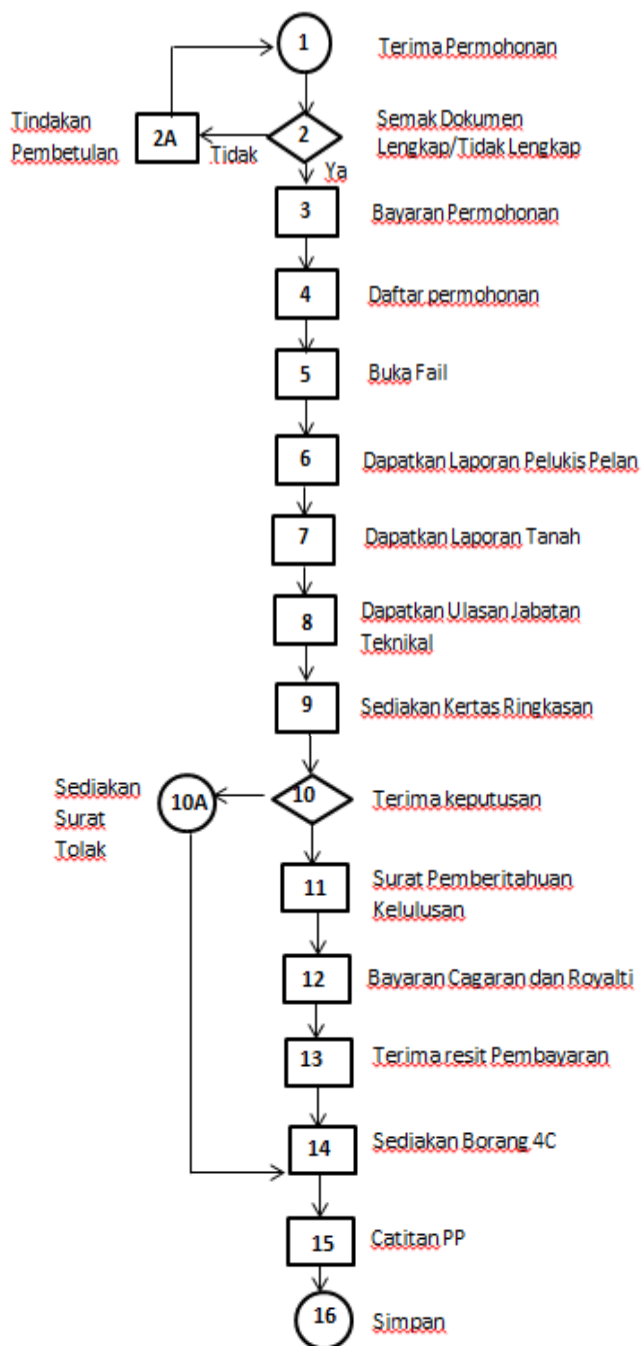 1
Terima Permohonan
Tindakan
Pembetulan
2A
Tidak
2
Semak Dokumen
Lengkap/Tidak Lengkap
Ya
3
Bayaran Permohonan
4
Daftar permohonan
5
Buka Fail
6
Dapatkan Laporan Pelukis Pelan
7
Dapatkan Laporan Tanah
8
Dapatkan Ulasan Jabatan
Teknikal
9
Sediakan Kertas Ringkasan
Sediakan
Surat
Tolak
10A
10
Terima keputusan
11
Surat Pemberitahuan
Kelulusan
12
Bayaran Cagaran dan Royalti
13
Terima resit Pembayaran
14
Sediakan Borang 4C
15
Catitan PP
16
Simpan